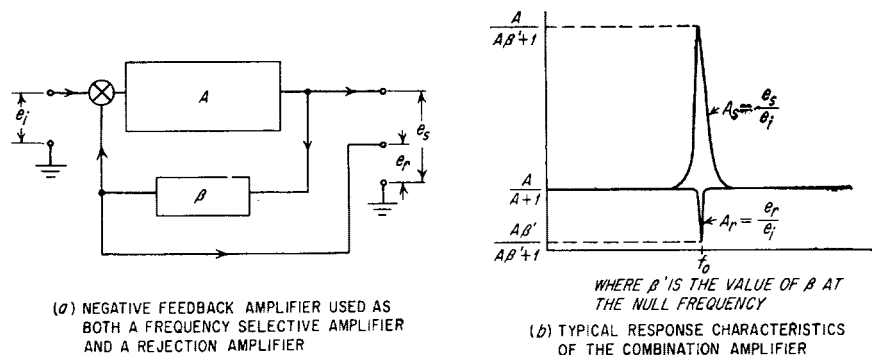 A
e_i
e_s
e_r
β
(a) NEGATIVE FEEDBACK AMPLIFIER USED AS
BOTH A FREQUENCY SELECTIVE AMPLIFIER
AND A REJECTION AMPLIFIER
A/(Aβ'+1)
A_s = e_s/e_i
A/(A+1)
A_r = e_r/e_i
Aβ'/(Aβ'+1)
f_o
WHERE β' IS THE VALUE OF β AT
THE NULL FREQUENCY
(b) TYPICAL RESPONSE CHARACTERISTICS
OF THE COMBINATION AMPLIFIER